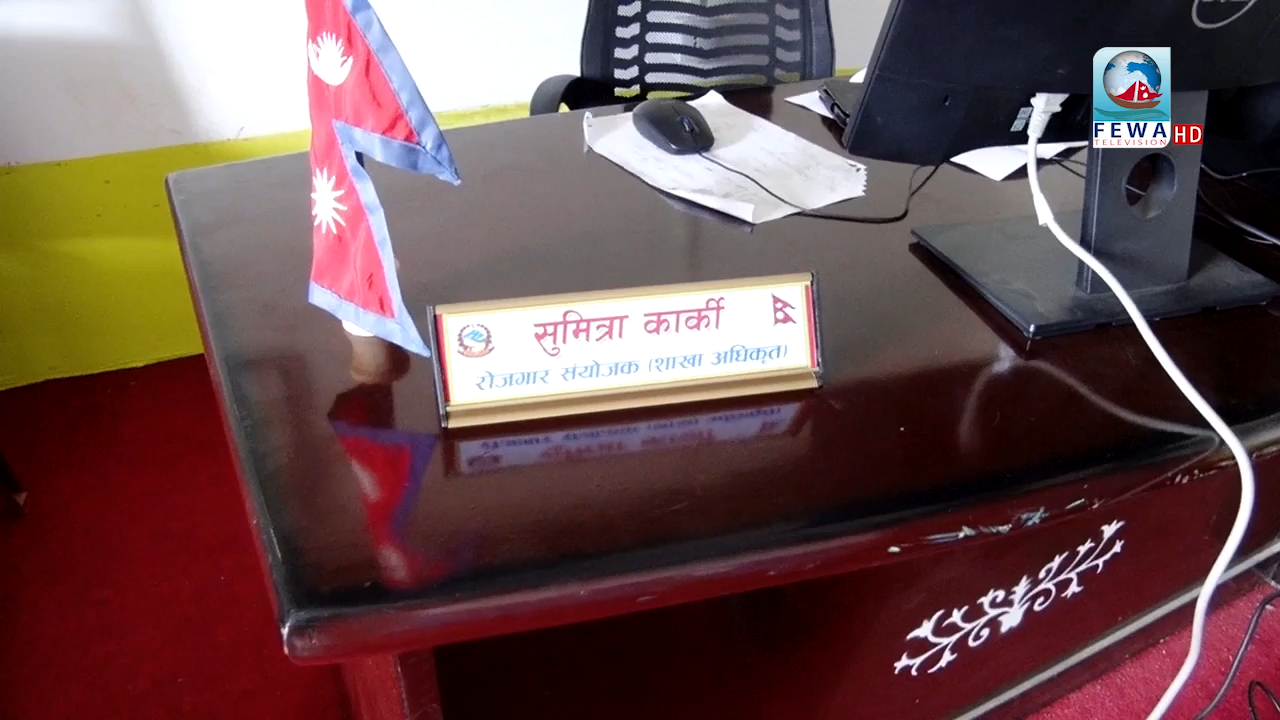 सुमित्रा कार्की
रोजगार संयोजक (शाखा अधिकृत)
FEWA HD
TELEVISION